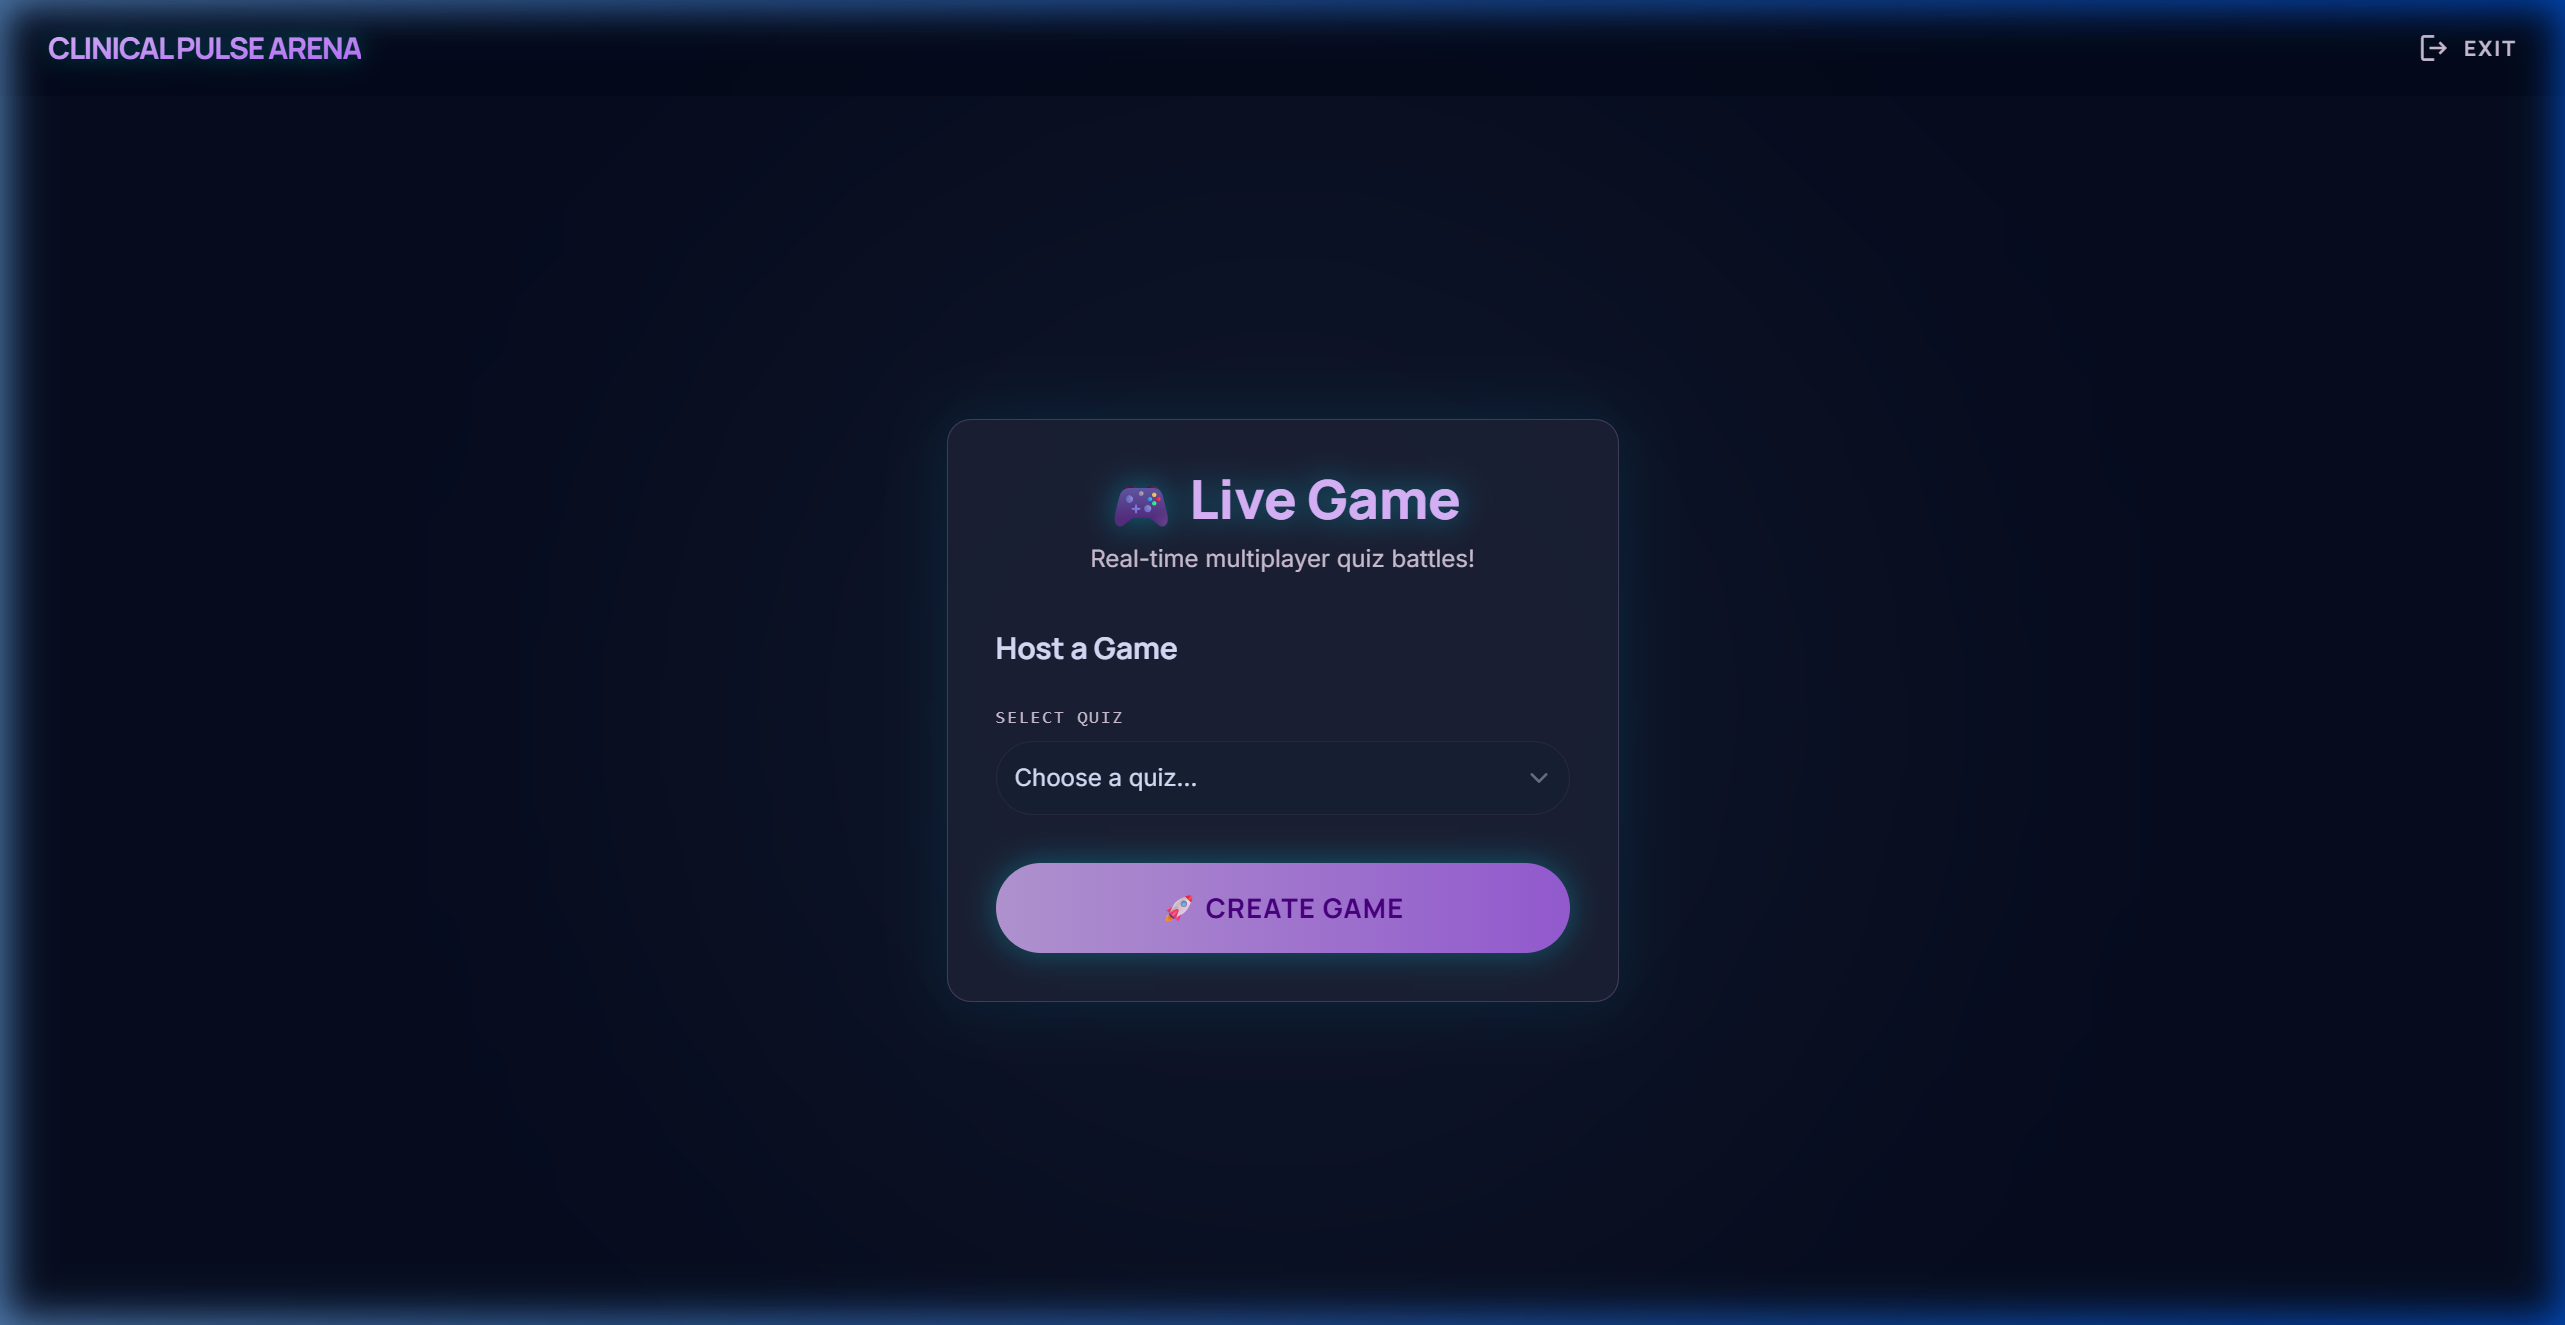 CLINICAL PULSE ARENA
EXIT
🎮 Live Game
Real-time multiplayer quiz battles!
Host a Game
SELECT QUIZ
Choose a quiz...
🚀 CREATE GAME